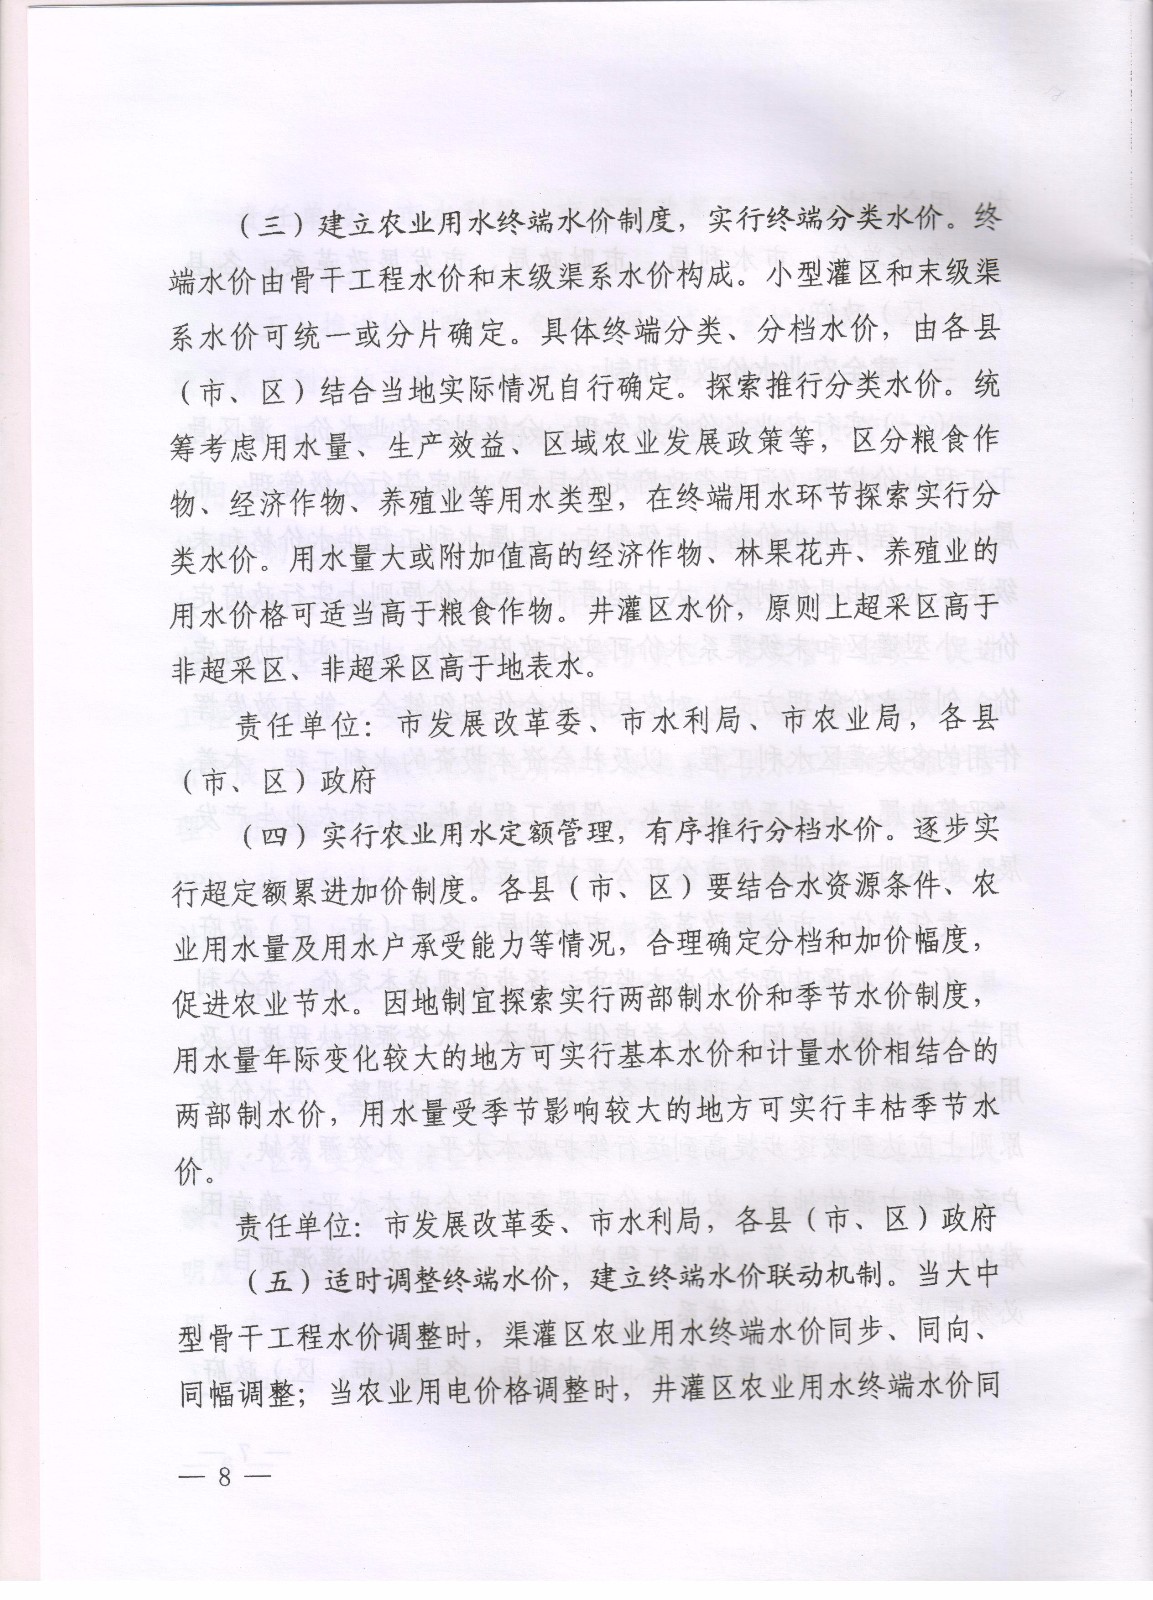 （三）建立农业用水终端水价制度，实行终端分类水价。终
端水价由骨干工程水价和末级渠系水价构成。小型灌区和末级渠
系水价可统一或分片确定。具体终端分类、分档水价，由各县
（市、区）结合当地实际情况自行确定。探索推行分类水价。统
筹考虑用水量、生产效益、区域农业发展政策等，区分粮食作
物、经济作物、养殖业等用水类型，在终端用水环节探索实行分
类水价。用水量大或附加值高的经济作物、林果花卉、养殖业的
用水价格可适当高于粮食作物。井灌区水价，原则上超采区高于
非超采区、非超采区高于地表水。
责任单位：市发展改革委、市水利局、市农业局，各县
（市、区）政府
（四）实行农业用水定额管理，有序推行分档水价。逐步实
行超定额累进加价制度。各县（市、区）要结合水资源条件、农
业用水量及用水户承受能力等情况，合理确定分档和加价幅度，
促进农业节水。因地制宜探索实行两部制水价和季节水价制度，
用水量年际变化较大的地方可实行基本水价和计量水价相结合的
两部制水价，用水量受季节影响较大的地方可实行丰枯季节水
价。
责任单位：市发展改革委、市水利局，各县（市、区）政府
（五）适时调整终端水价，建立终端水价联动机制。当大中
型骨干工程水价调整时，渠灌区农业用水终端水价同步、同向、
同幅调整；当农业用电价格调整时，井灌区农业用水终端水价同
— 8 —